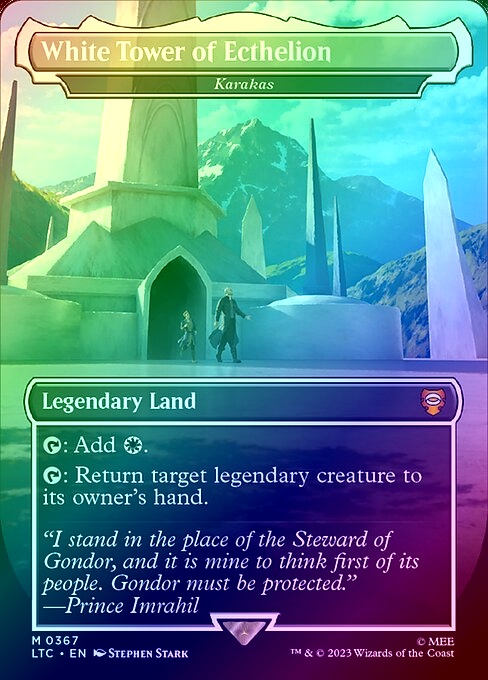 White Tower of Ecthelion
Karakas
Legendary Land
: Add .
: Return target legendary creature to
its owner's hand.
“I stand in the place of the Steward of
Gondor, and it is mine to think first of its
people. Gondor must be protected.”
—Prince Imrahil
M 0367
LTC • EN Stephen Stark
© MEE
™ & © 2023 Wizards of the Coast